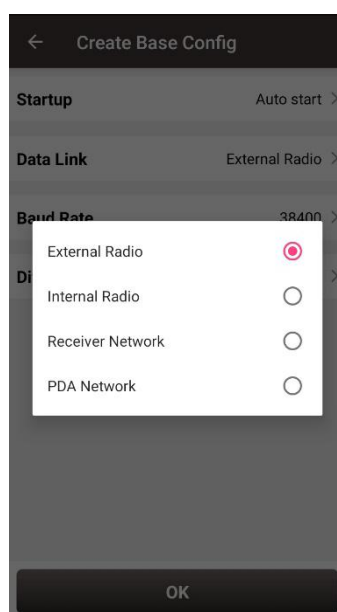 Create Base Config
Startup Auto start
Data Link External Radio
Baud Rate 38400
Di
External Radio
Internal Radio
Receiver Network
PDA Network
OK